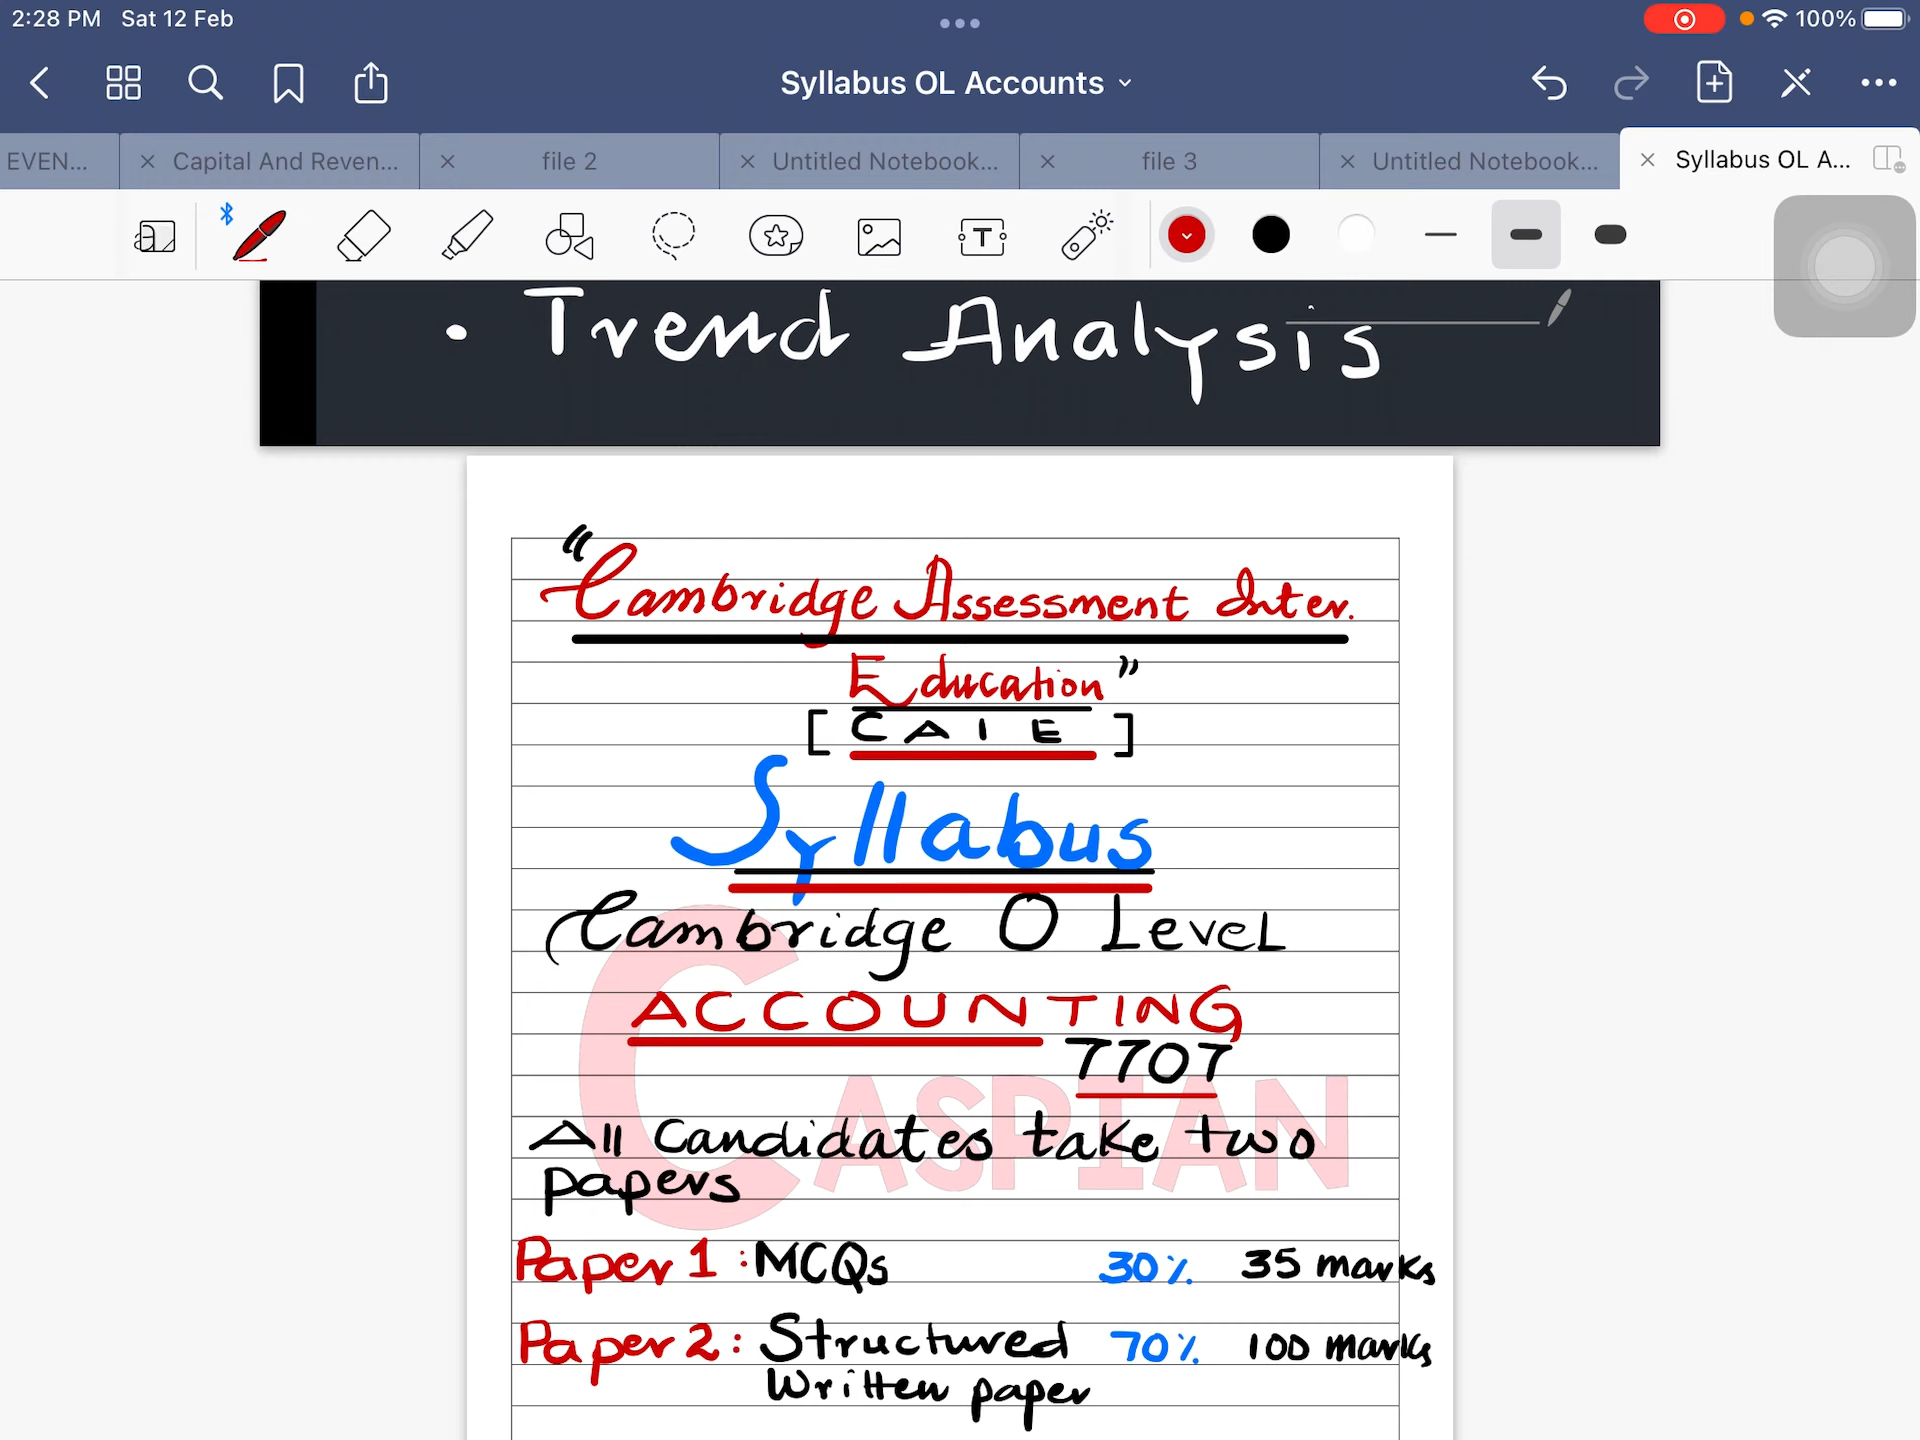 2:28 PM Sat 12 Feb
100%
Syllabus OL Accounts
EVEN...
Capital And Reven...
file 2
Untitled Notebook...
file 3
Untitled Notebook...
Syllabus OL A...
• Trend Analysis
"Cambridge Assessment Inter.
Education"
[CAIE]
Syllabus
Cambridge O Level
ACCOUNTING
7707
CASPIAN
All Candidates take two
papers
Paper 1 : MCQs 30% 35 marks
Paper 2: Structured 70% 100 marks
Written paper